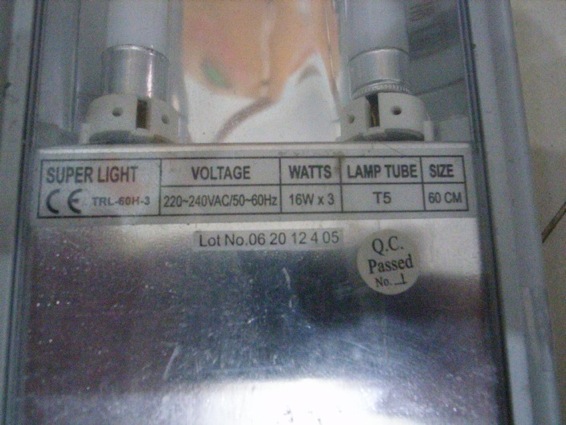 SUPER LIGHT VOLTAGE WATTS LAMP TUBE SIZE
CE TRL-60H-3 220~240VAC/50~60Hz 16W x 3 T5 60 CM
Lot No.06 20 12 4 05
Q.C.
Passed
No. 1